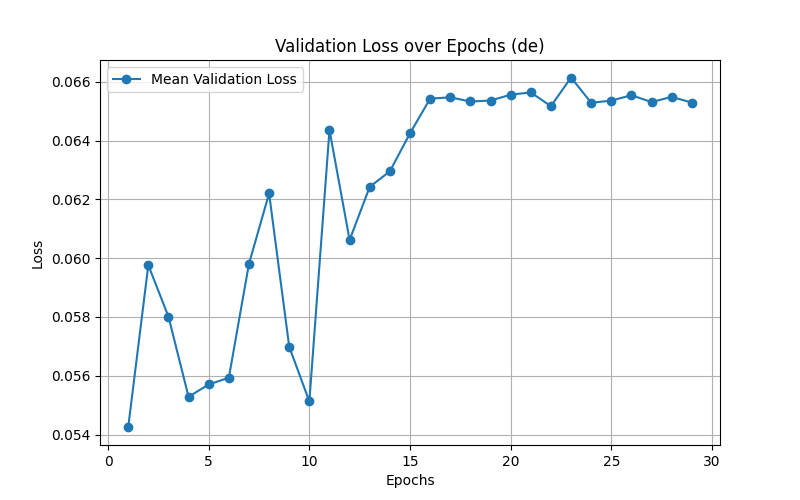 Validation Loss over Epochs (de)
Mean Validation Loss
0.066
0.064
0.062
0.060
0.058
0.056
0.054
Loss
0 5 10 15 20 25 30
Epochs